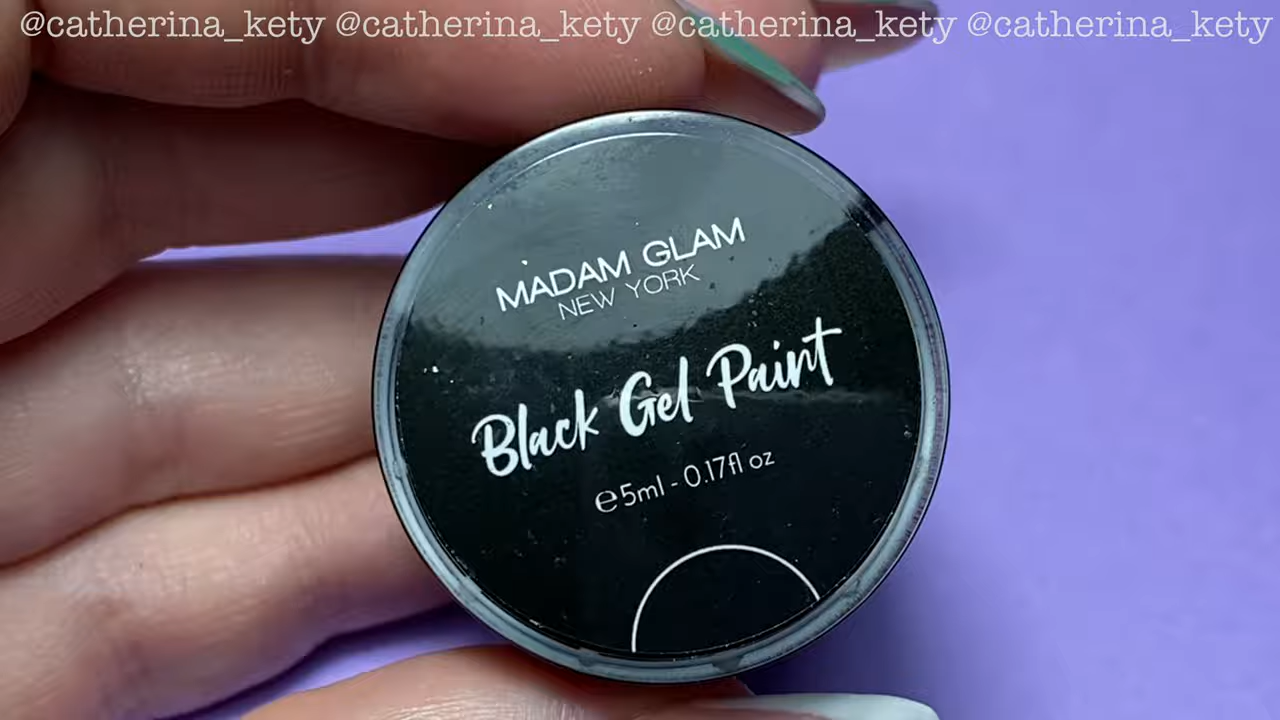 @catherina_kety @catherina_kety @catherina_kety @catherina_kety
MADAM GLAM
NEW YORK
Black Gel Paint
℮5ml - 0.17fl oz